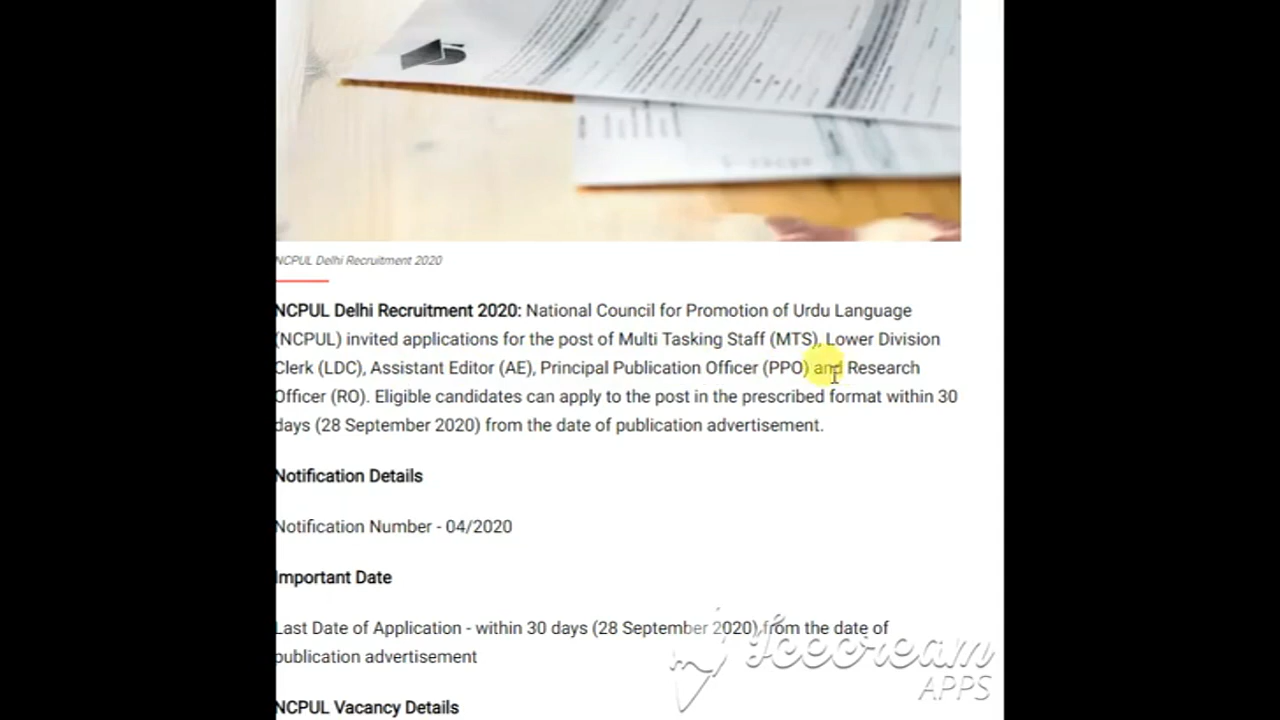 NCPUL Delhi Recruitment 2020
NCPUL Delhi Recruitment 2020: National Council for Promotion of Urdu Language
(NCPUL) invited applications for the post of Multi Tasking Staff (MTS), Lower Division
Clerk (LDC), Assistant Editor (AE), Principal Publication Officer (PPO) and Research
Officer (RO). Eligible candidates can apply to the post in the prescribed format within 30
days (28 September 2020) from the date of publication advertisement.
Notification Details
Notification Number - 04/2020
Important Date
Last Date of Application - within 30 days (28 September 2020) from the date of
publication advertisement
Icecream
APPS
NCPUL Vacancy Details